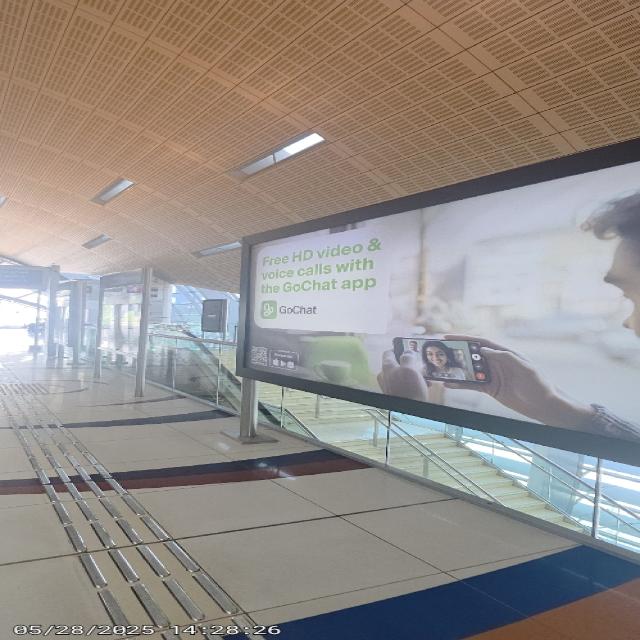 Free HD video &
voice calls with
the GoChat app
GoChat
05/28/2025 14:28:26